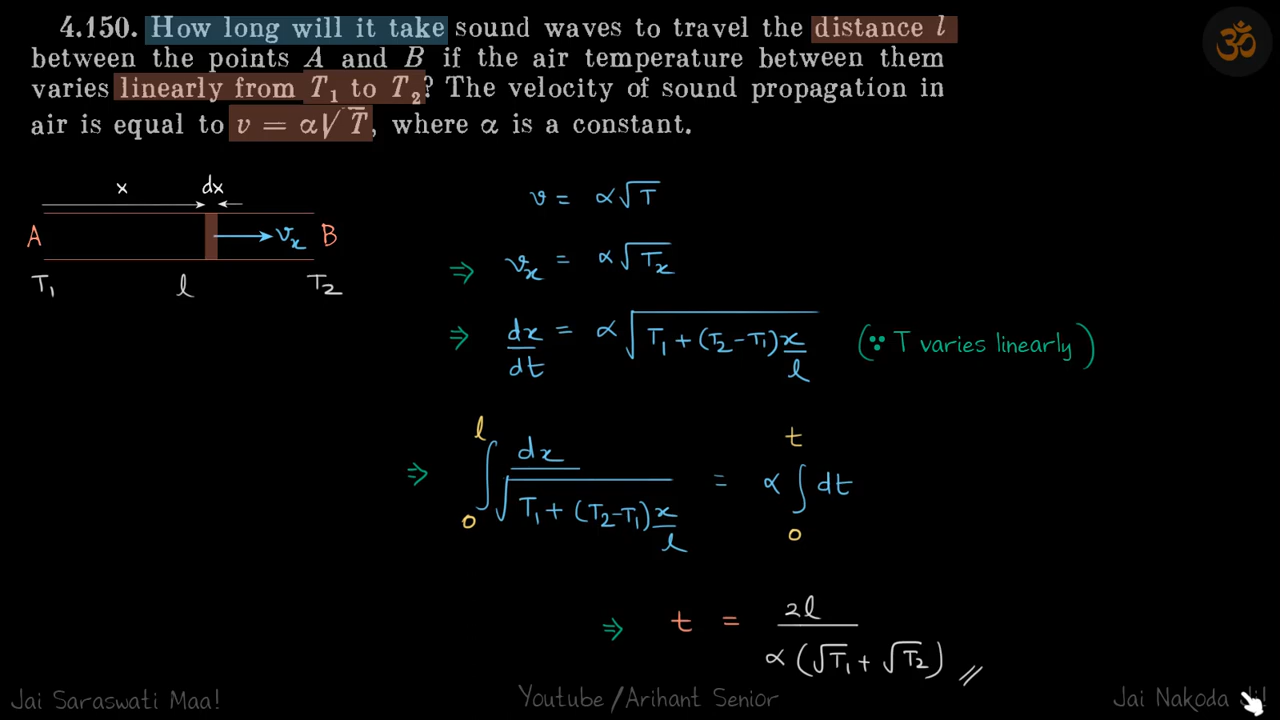 4.150. How long will it take sound waves to travel the distance l
between the points A and B if the air temperature between them
varies linearly from T₁ to T₂? The velocity of sound propagation in
air is equal to v = α√T, where α is a constant.
ॐ
x dx
A vₓ B
T₁ l T₂
v = α√T
⇒ vₓ = α√Tₓ
⇒ dx/dt = α√(T₁ + (T₂ − T₁)x/l) (∵ T varies linearly)
⇒ ∫₀ˡ dx/√(T₁ + (T₂ − T₁)x/l) = α∫₀ᵗ dt
⇒ t = 2l/α(√T₁ + √T₂) //
Jai Saraswati Maa! Youtube /Arihant Senior Jai Nakoda Ji!